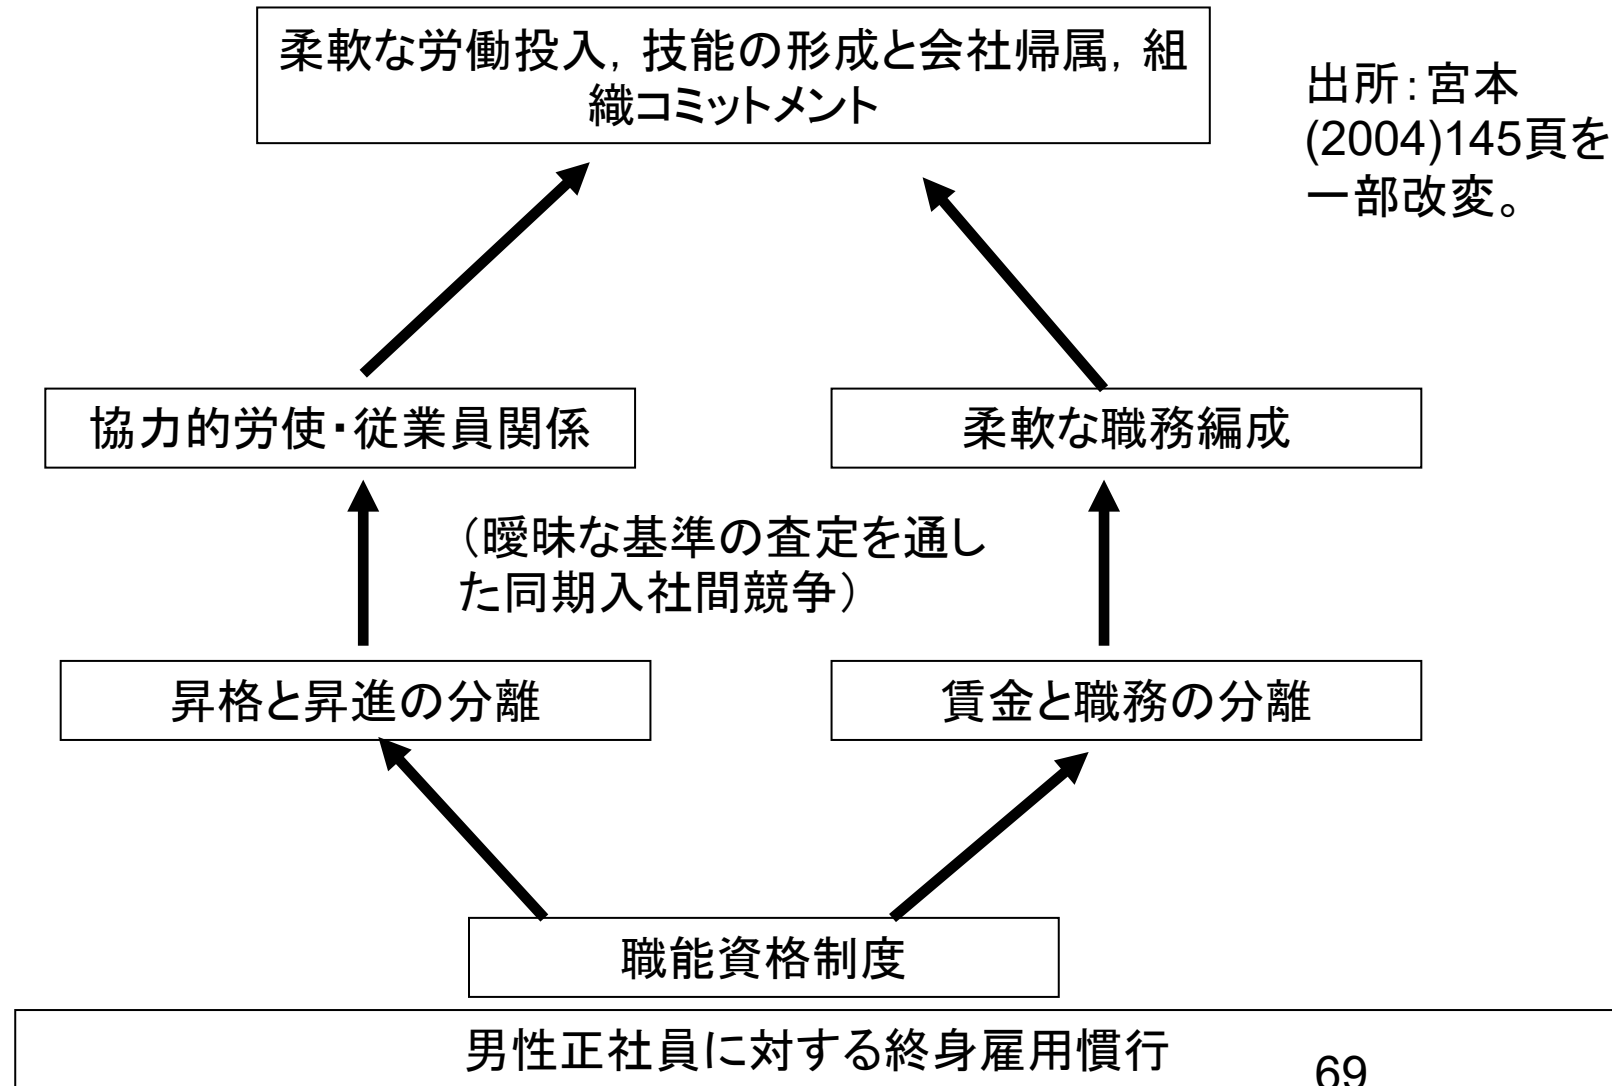 柔軟な労働投入，技能の形成と会社帰属，組
織コミットメント
出所：宮本
(2004)145頁を
一部改変。
協力的労使・従業員関係
柔軟な職務編成
（曖昧な基準の査定を通し
た同期入社間競争）
昇格と昇進の分離
賃金と職務の分離
職能資格制度
男性正社員に対する終身雇用慣行
69